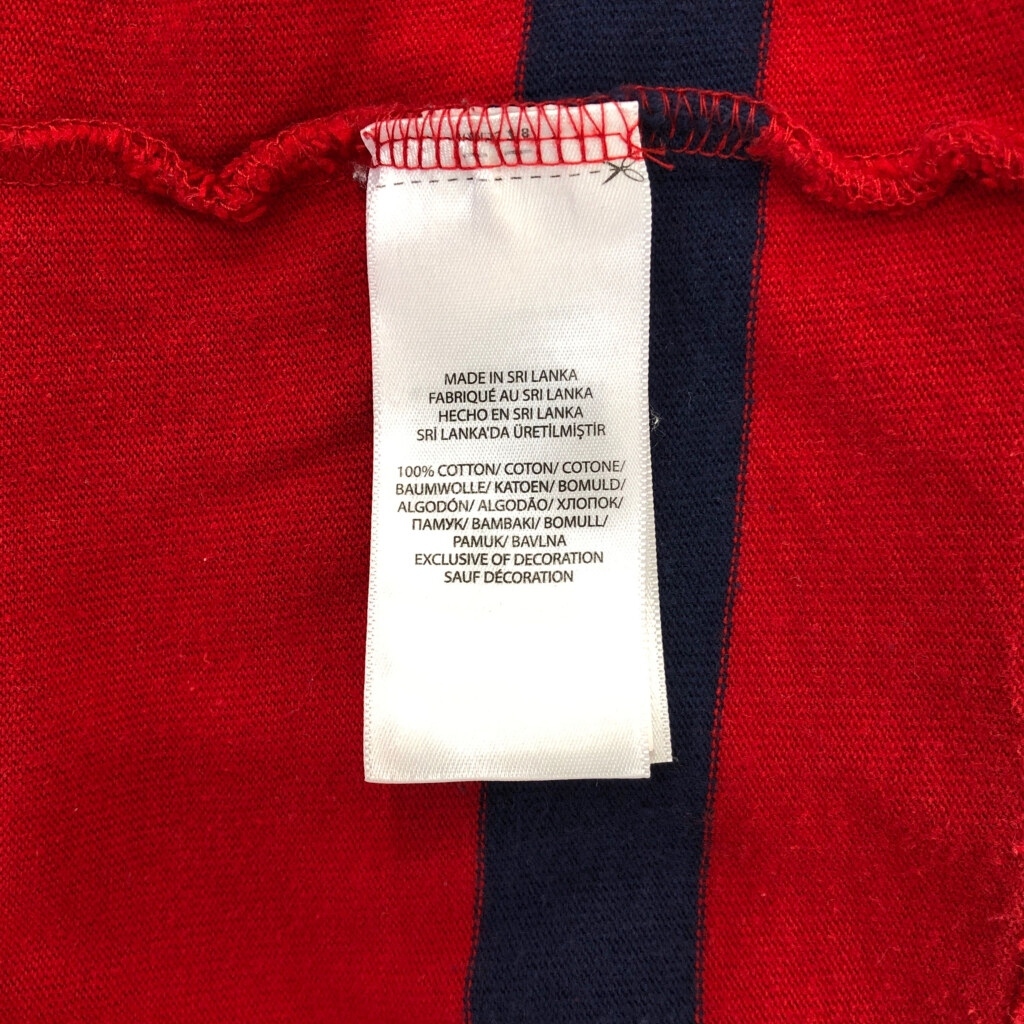 MADE IN SRI LANKA
FABRIQUÉ AU SRI LANKA
HECHO EN SRI LANKA
SRİ LANKA'DA ÜRETİLMİŞTİR
100% COTTON/ COTON/ COTONE/
BAUMWOLLE/ KATOEN/ BOMULD/
ALGODÓN/ ALGODÃO/ ХЛОПОК/
ПАМУК/ BAMBAKI/ BOMULL/
PAMUK/ BAVLNA
EXCLUSIVE OF DECORATION
SAUF DÉCORATION